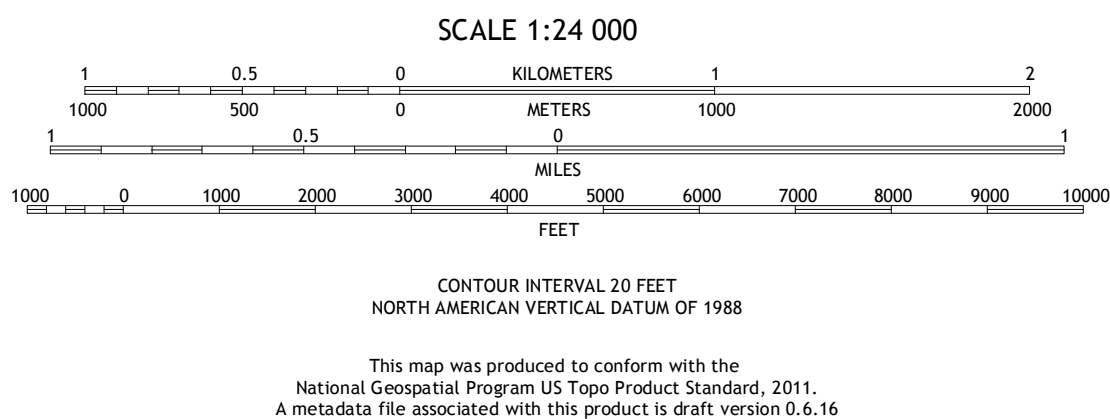 SCALE 1:24 000
1 0.5 0 KILOMETERS 1 2
1000 500 0 METERS 1000 2000
1 0.5 0 1
MILES
1000 0 1000 2000 3000 4000 5000 6000 7000 8000 9000 10000
FEET
CONTOUR INTERVAL 20 FEET
NORTH AMERICAN VERTICAL DATUM OF 1988
This map was produced to conform with the
National Geospatial Program US Topo Product Standard, 2011.
A metadata file associated with this product is draft version 0.6.16